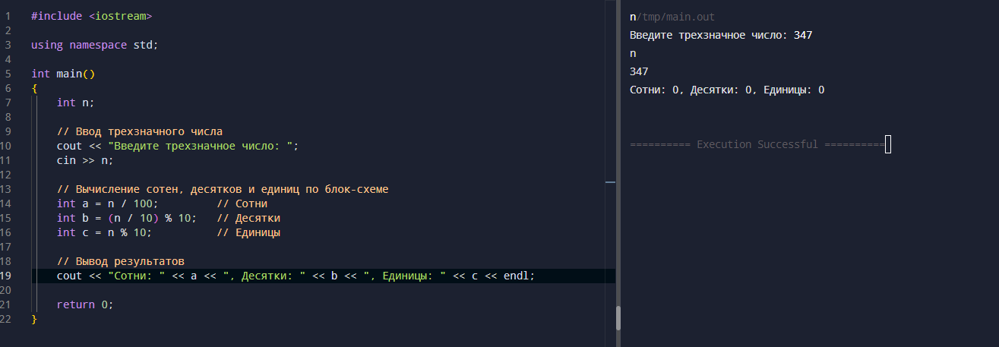 1 #include <iostream>
2
3 using namespace std;
4
5 int main()
6 {
7     int n;
8
9     // Ввод трехзначного числа
10     cout << "Введите трехзначное число: ";
11     cin >> n;
12
13     // Вычисление сотен, десятков и единиц по блок-схеме
14     int a = n / 100;         // Сотни
15     int b = (n / 10) % 10;   // Десятки
16     int c = n % 10;          // Единицы
17
18     // Вывод результатов
19     cout << "Сотни: " << a << ", Десятки: " << b << ", Единицы: " << c << endl;
20
21     return 0;
22 }
n/tmp/main.out
Введите трехзначное число: 347
n
347
Сотни: 0, Десятки: 0, Единицы: 0
========== Execution Successful ==========